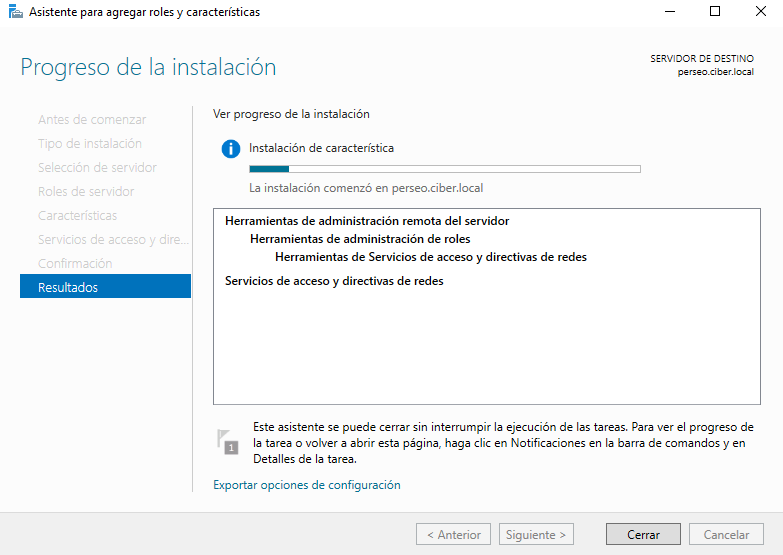 Asistente para agregar roles y características
Progreso de la instalación
SERVIDOR DE DESTINO
perseo.ciber.local
Antes de comenzar
Tipo de instalación
Selección de servidor
Roles de servidor
Características
Servicios de acceso y dire...
Confirmación
Resultados
Ver progreso de la instalación
Instalación de característica
La instalación comenzó en perseo.ciber.local
Herramientas de administración remota del servidor
Herramientas de administración de roles
Herramientas de Servicios de acceso y directivas de redes
Servicios de acceso y directivas de redes
1
Este asistente se puede cerrar sin interrumpir la ejecución de las tareas. Para ver el progreso de
la tarea o volver a abrir esta página, haga clic en Notificaciones en la barra de comandos y en
Detalles de la tarea.
Exportar opciones de configuración
< Anterior
Siguiente >
Cerrar
Cancelar